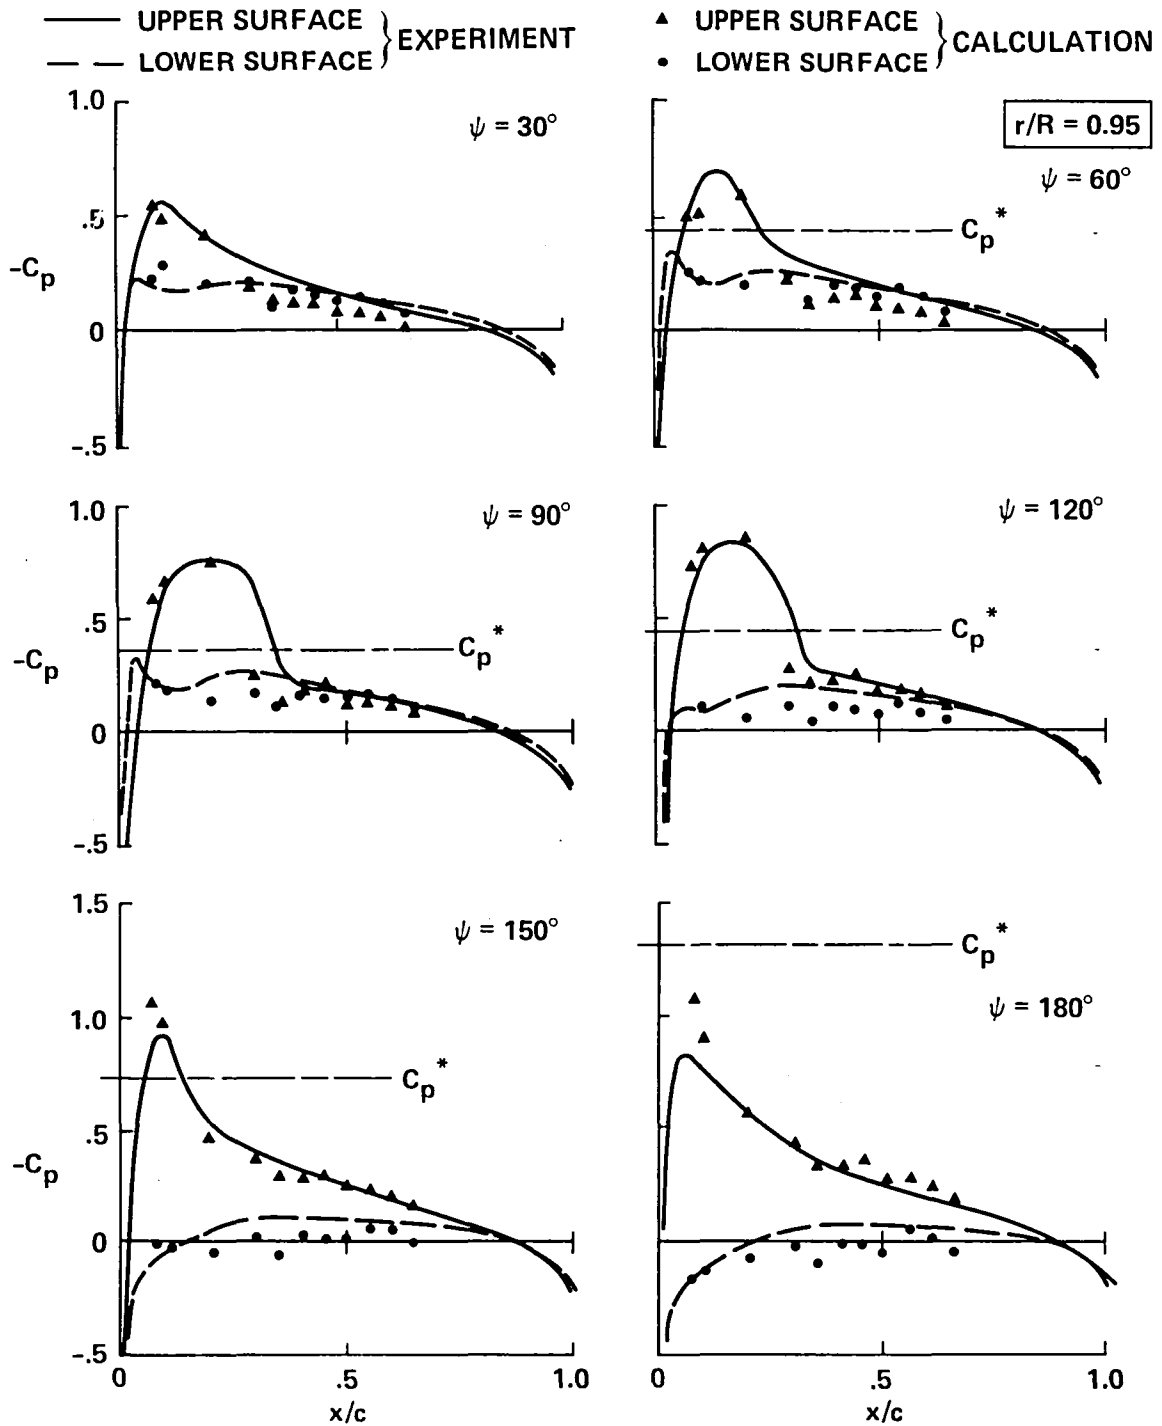 UPPER SURFACE
LOWER SURFACE
EXPERIMENT
UPPER SURFACE
LOWER SURFACE
CALCULATION
1.0
.5
0
-.5
-Cp
ψ = 30°
r/R = 0.95
ψ = 60°
Cp*
1.0
.5
0
-.5
-Cp
ψ = 90°
Cp*
ψ = 120°
Cp*
1.5
1.0
.5
0
-.5
-Cp
ψ = 150°
Cp*
0
.5
1.0
x/c
Cp*
ψ = 180°
0
.5
1.0
x/c